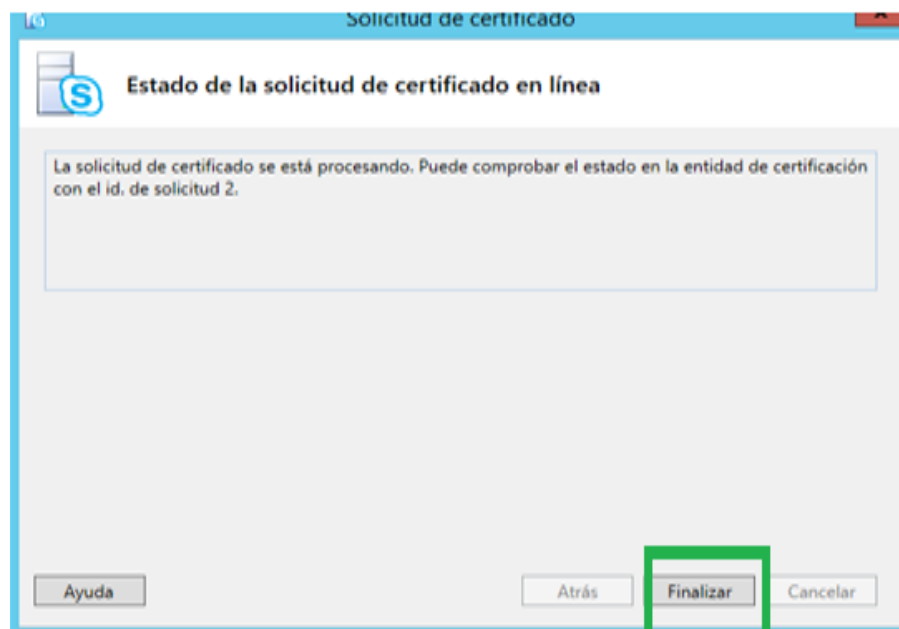 Solicitud de certificado
Estado de la solicitud de certificado en línea
La solicitud de certificado se está procesando. Puede comprobar el estado en la entidad de certificación
con el id. de solicitud 2.
Ayuda
Atrás
Finalizar
Cancelar